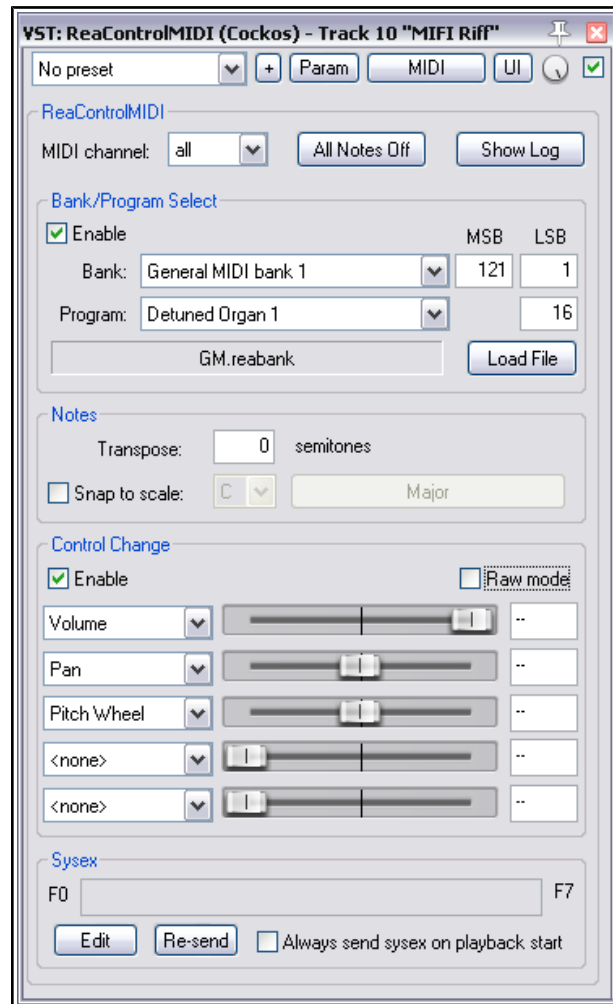 VST: ReaControlMIDI (Cockos) - Track 10 "MIFI Riff"
No preset + Param MIDI UI
ReaControlMIDI
MIDI channel: all All Notes Off Show Log
Bank/Program Select
Enable MSB LSB
Bank: General MIDI bank 1 121 1
Program: Detuned Organ 1 16
GM.reabank Load File
Notes
Transpose: 0 semitones
Snap to scale: C Major
Control Change
Enable Raw mode
Volume --
Pan --
Pitch Wheel --
<none> --
<none> --
Sysex
F0 F7
Edit Re-send Always send sysex on playback start